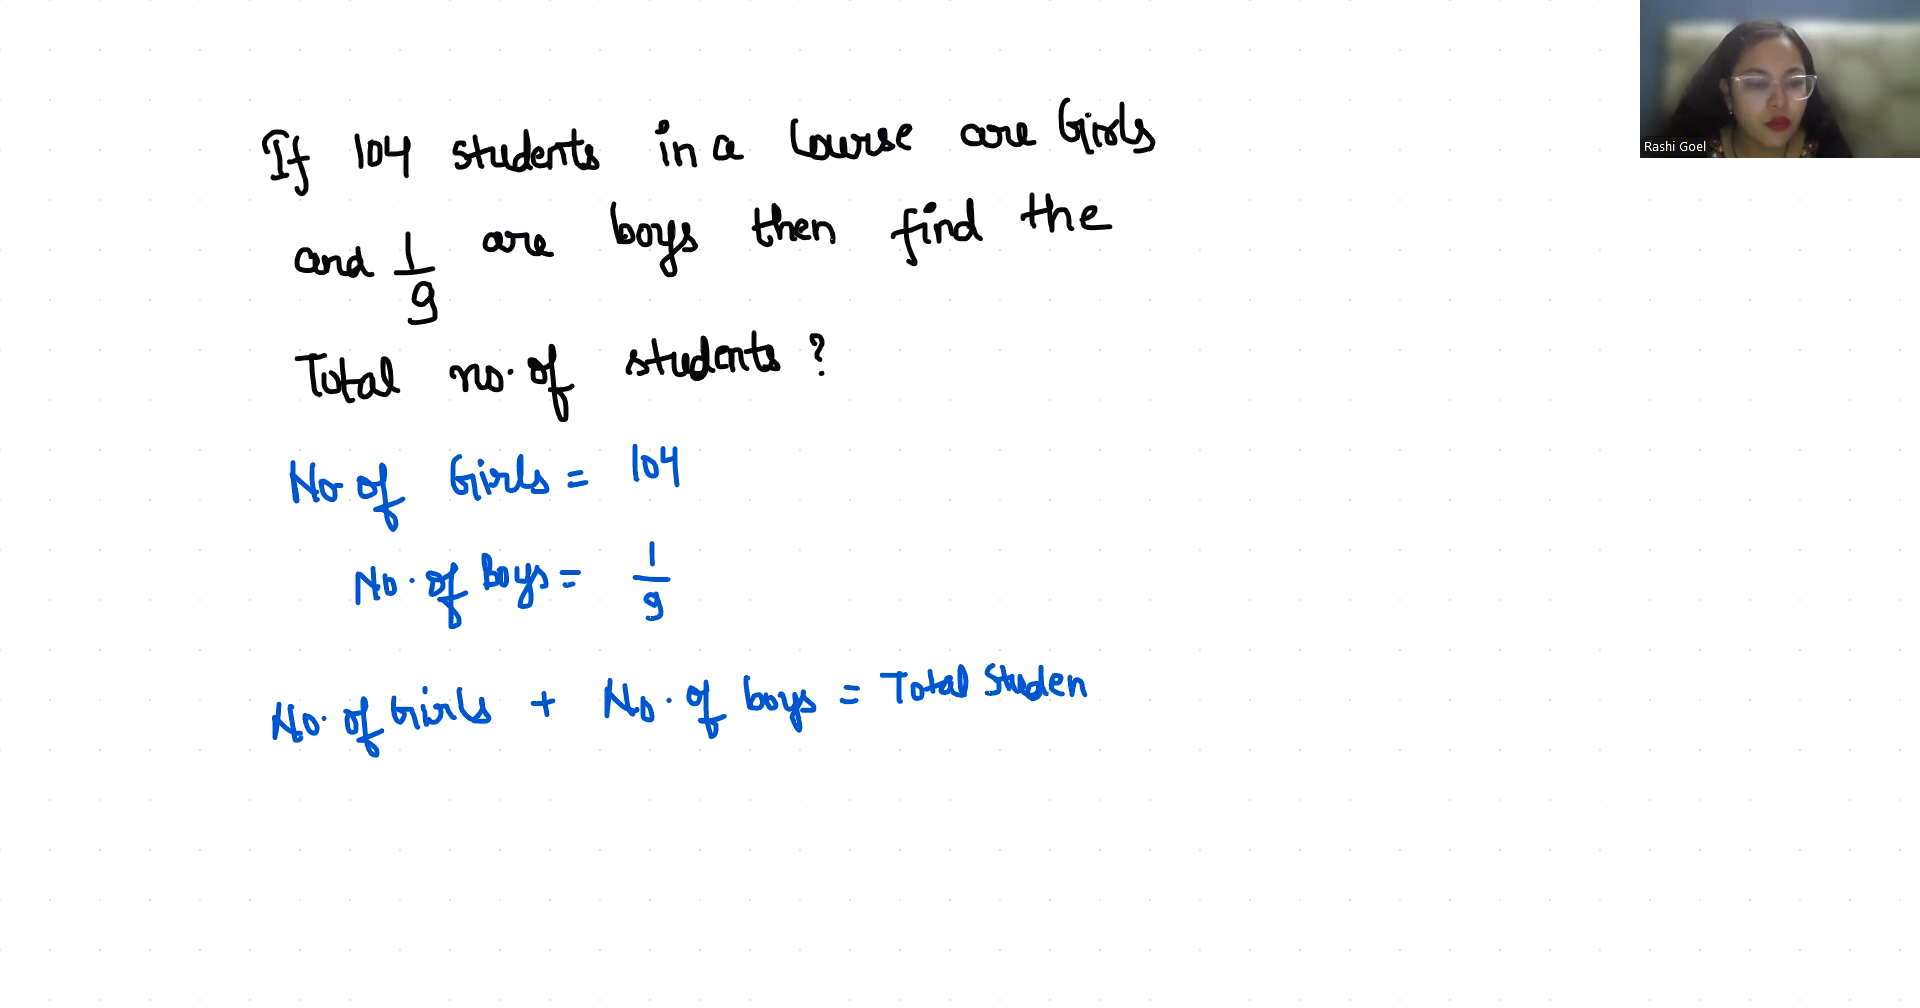 If 104 students in a Course are Girls
and 1/9 are boys then find the
Total no. of students ?
No of Girls = 104
No. of Boys = 1/9
No. of Girls + No. of boys = Total Studen
Rashi Goel